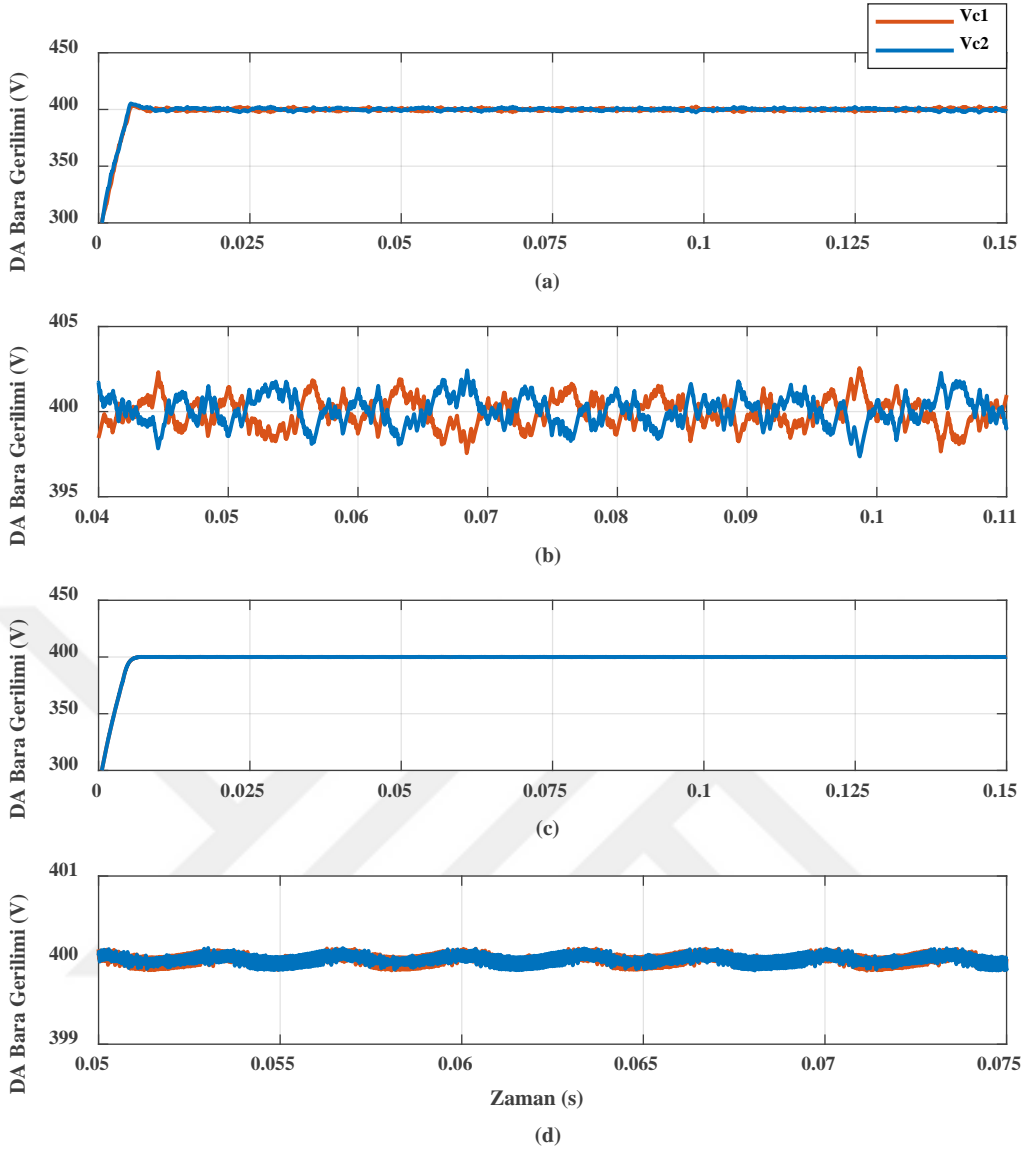 Vc1
Vc2
DA Bara Gerilimi (V)
450
400
350
300
0 0.025 0.05 0.075 0.1 0.125 0.15
(a)
DA Bara Gerilimi (V)
405
400
395
0.04 0.05 0.06 0.07 0.08 0.09 0.1 0.11
(b)
DA Bara Gerilimi (V)
450
400
350
300
0 0.025 0.05 0.075 0.1 0.125 0.15
(c)
DA Bara Gerilimi (V)
401
400
399
0.05 0.055 0.06 0.065 0.07 0.075
Zaman (s)
(d)